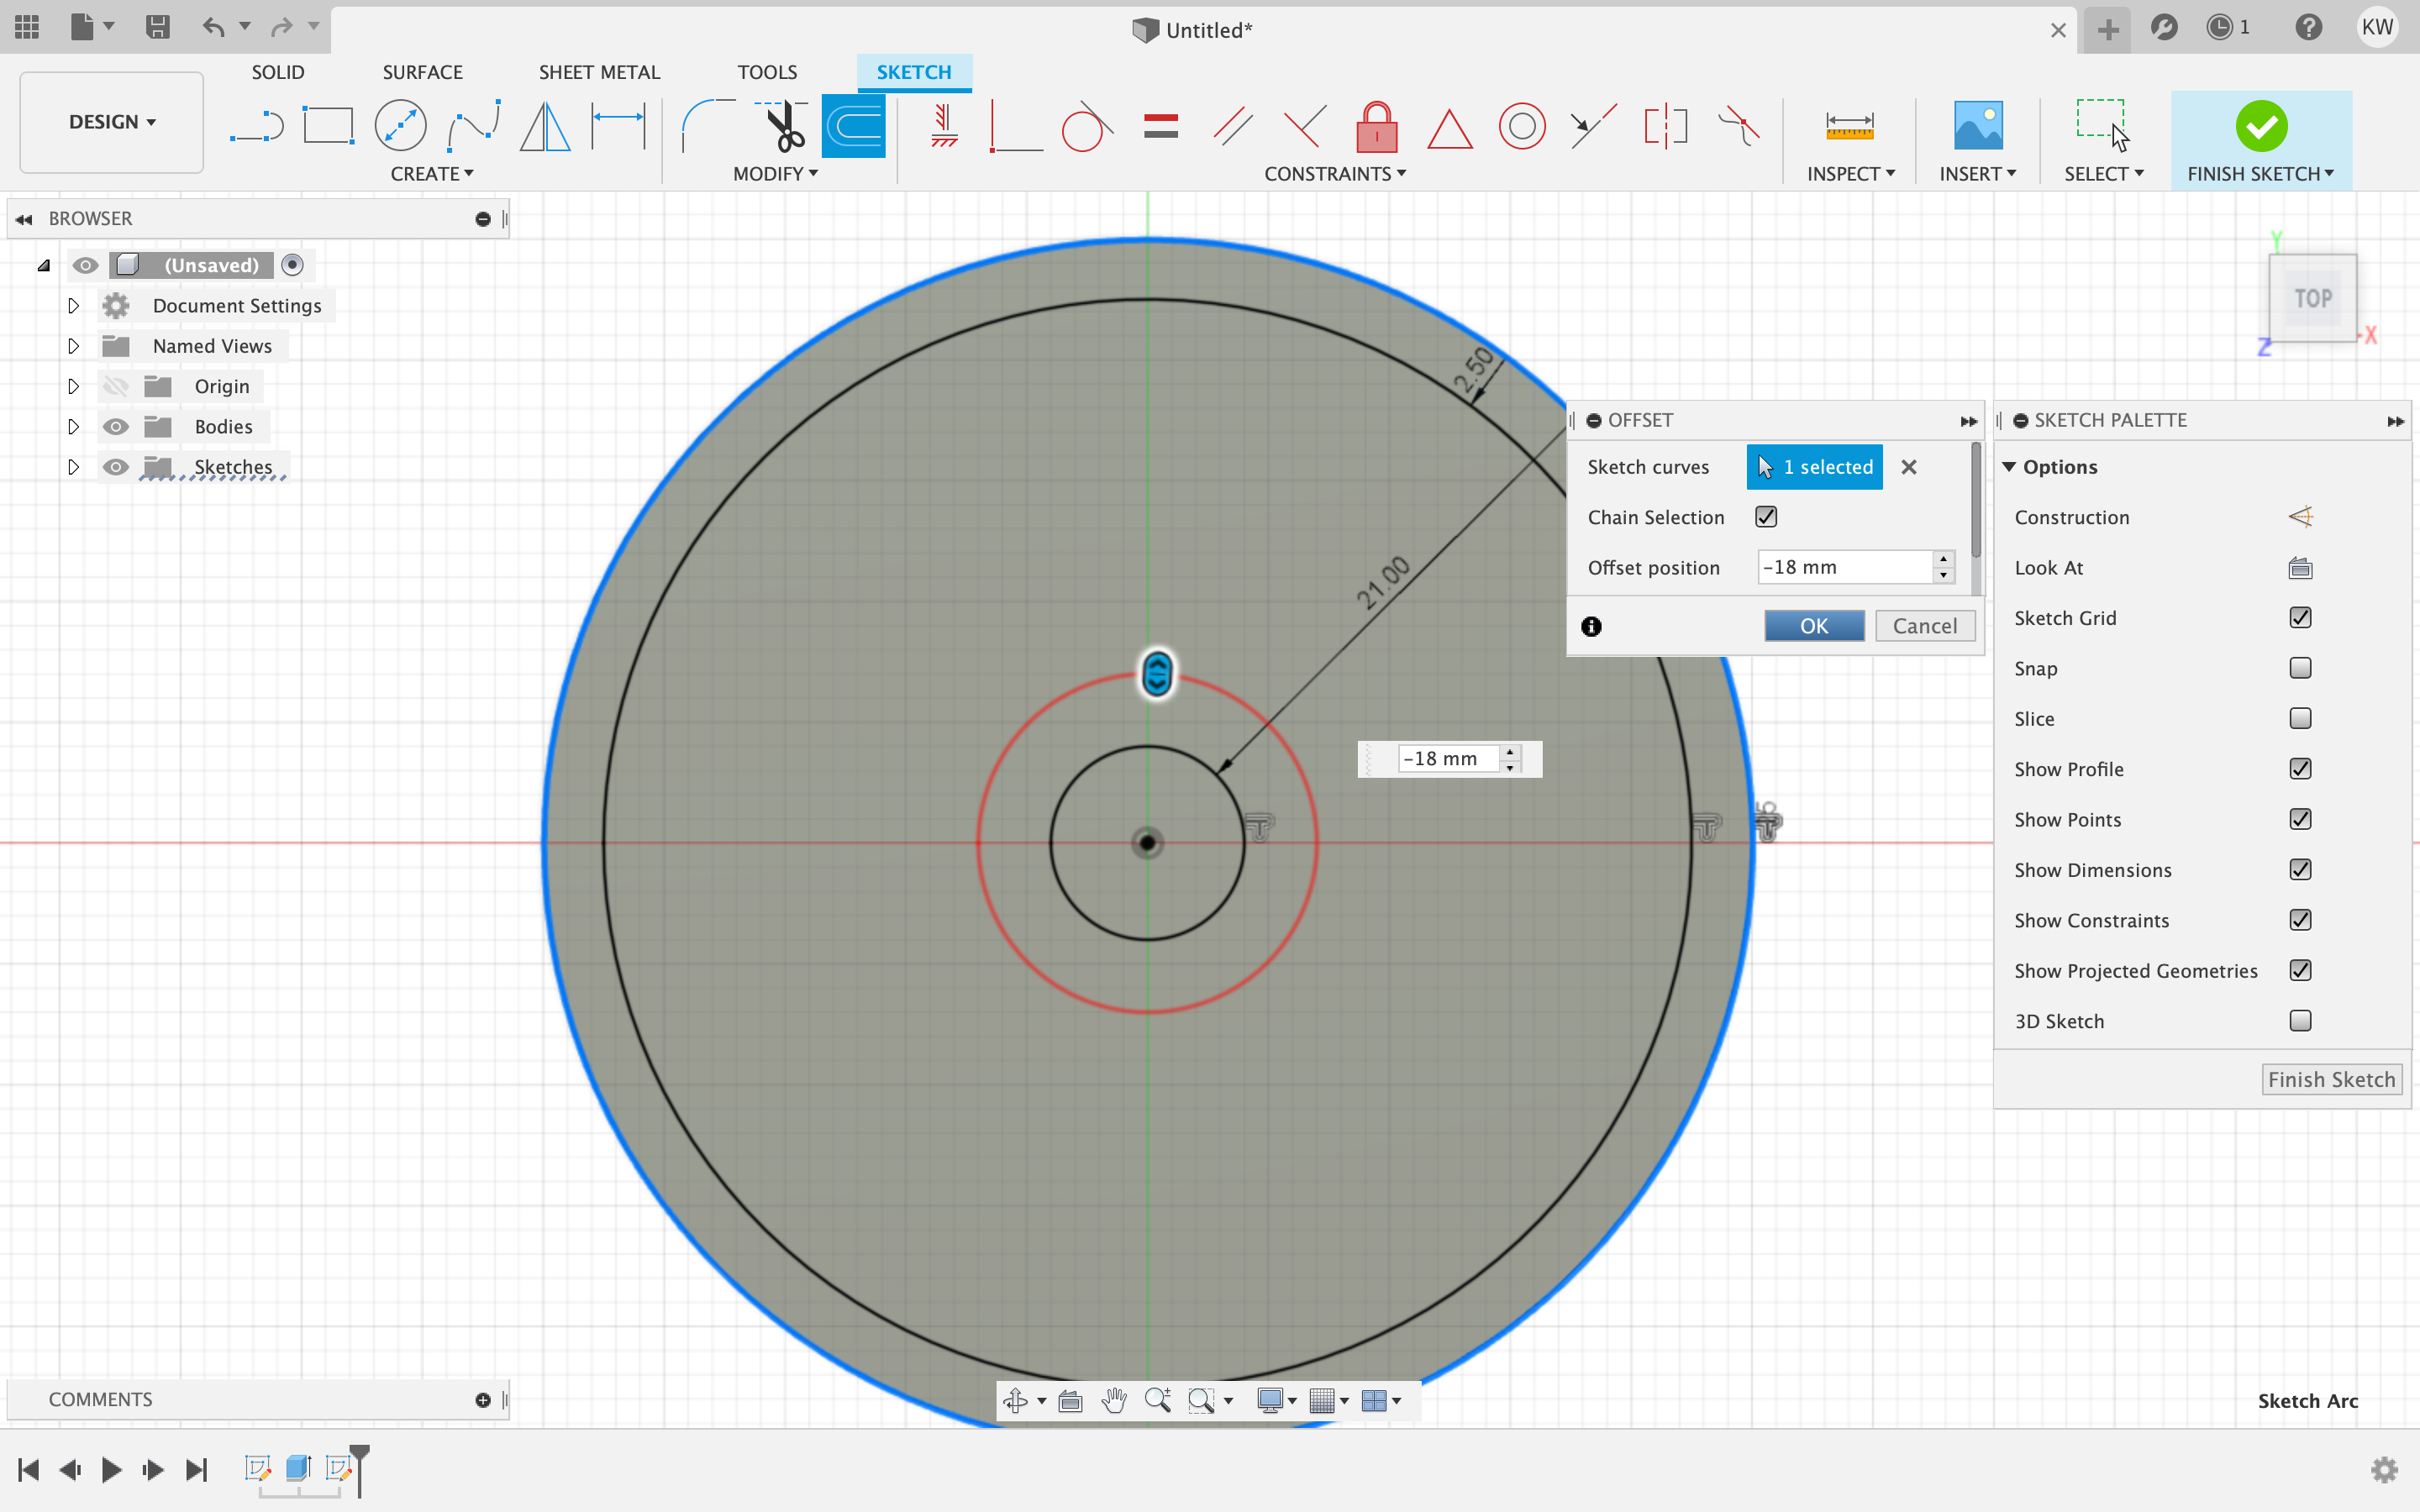 Untitled*
1
KW
SOLID
SURFACE
SHEET METAL
TOOLS
SKETCH
DESIGN
CREATE
MODIFY
CONSTRAINTS
INSPECT
INSERT
SELECT
FINISH SKETCH
BROWSER
(Unsaved)
Document Settings
Named Views
Origin
Bodies
Sketches
Y
TOP
X
Z
2.50
21.00
OFFSET
Sketch curves
1 selected
Chain Selection
Offset position
-18 mm
OK
Cancel
-18 mm
SKETCH PALETTE
Options
Construction
Look At
Sketch Grid
Snap
Slice
Show Profile
Show Points
Show Dimensions
Show Constraints
Show Projected Geometries
3D Sketch
Finish Sketch
COMMENTS
Sketch Arc